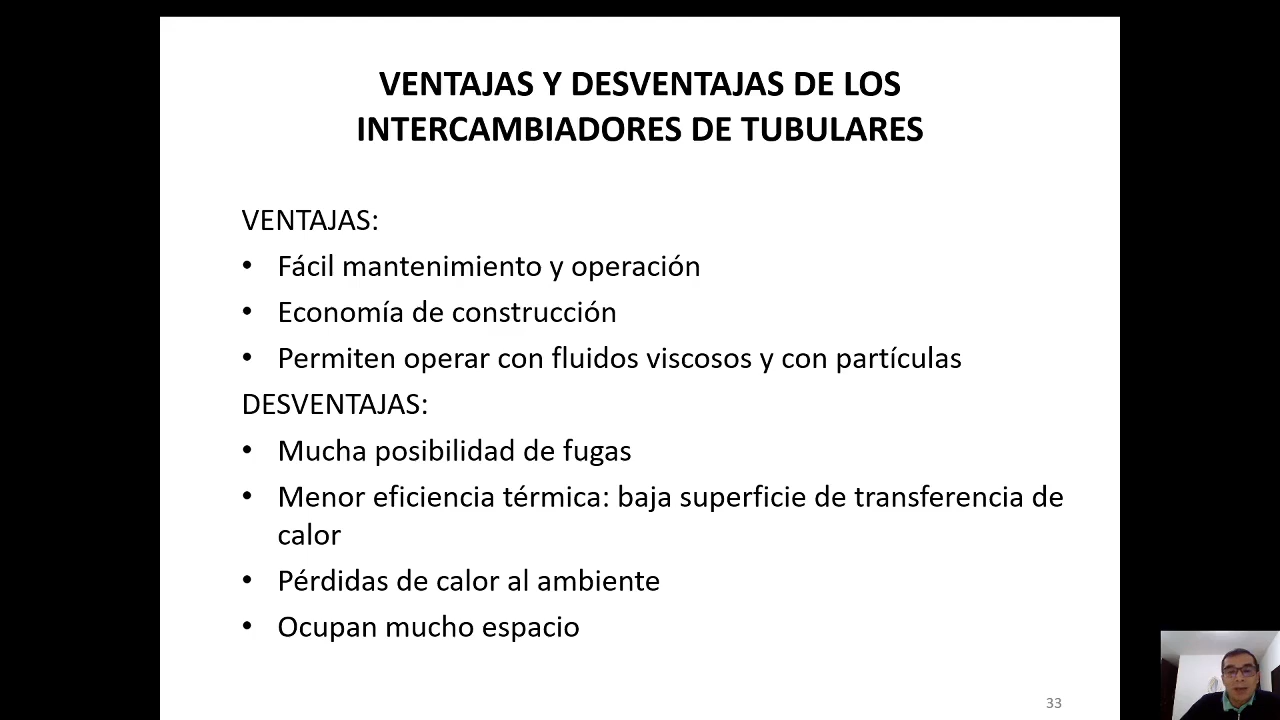 VENTAJAS Y DESVENTAJAS DE LOS
INTERCAMBIADORES DE TUBULARES
VENTAJAS:
• Fácil mantenimiento y operación
• Economía de construcción
• Permiten operar con fluidos viscosos y con partículas
DESVENTAJAS:
• Mucha posibilidad de fugas
• Menor eficiencia térmica: baja superficie de transferencia de
calor
• Pérdidas de calor al ambiente
• Ocupan mucho espacio
33